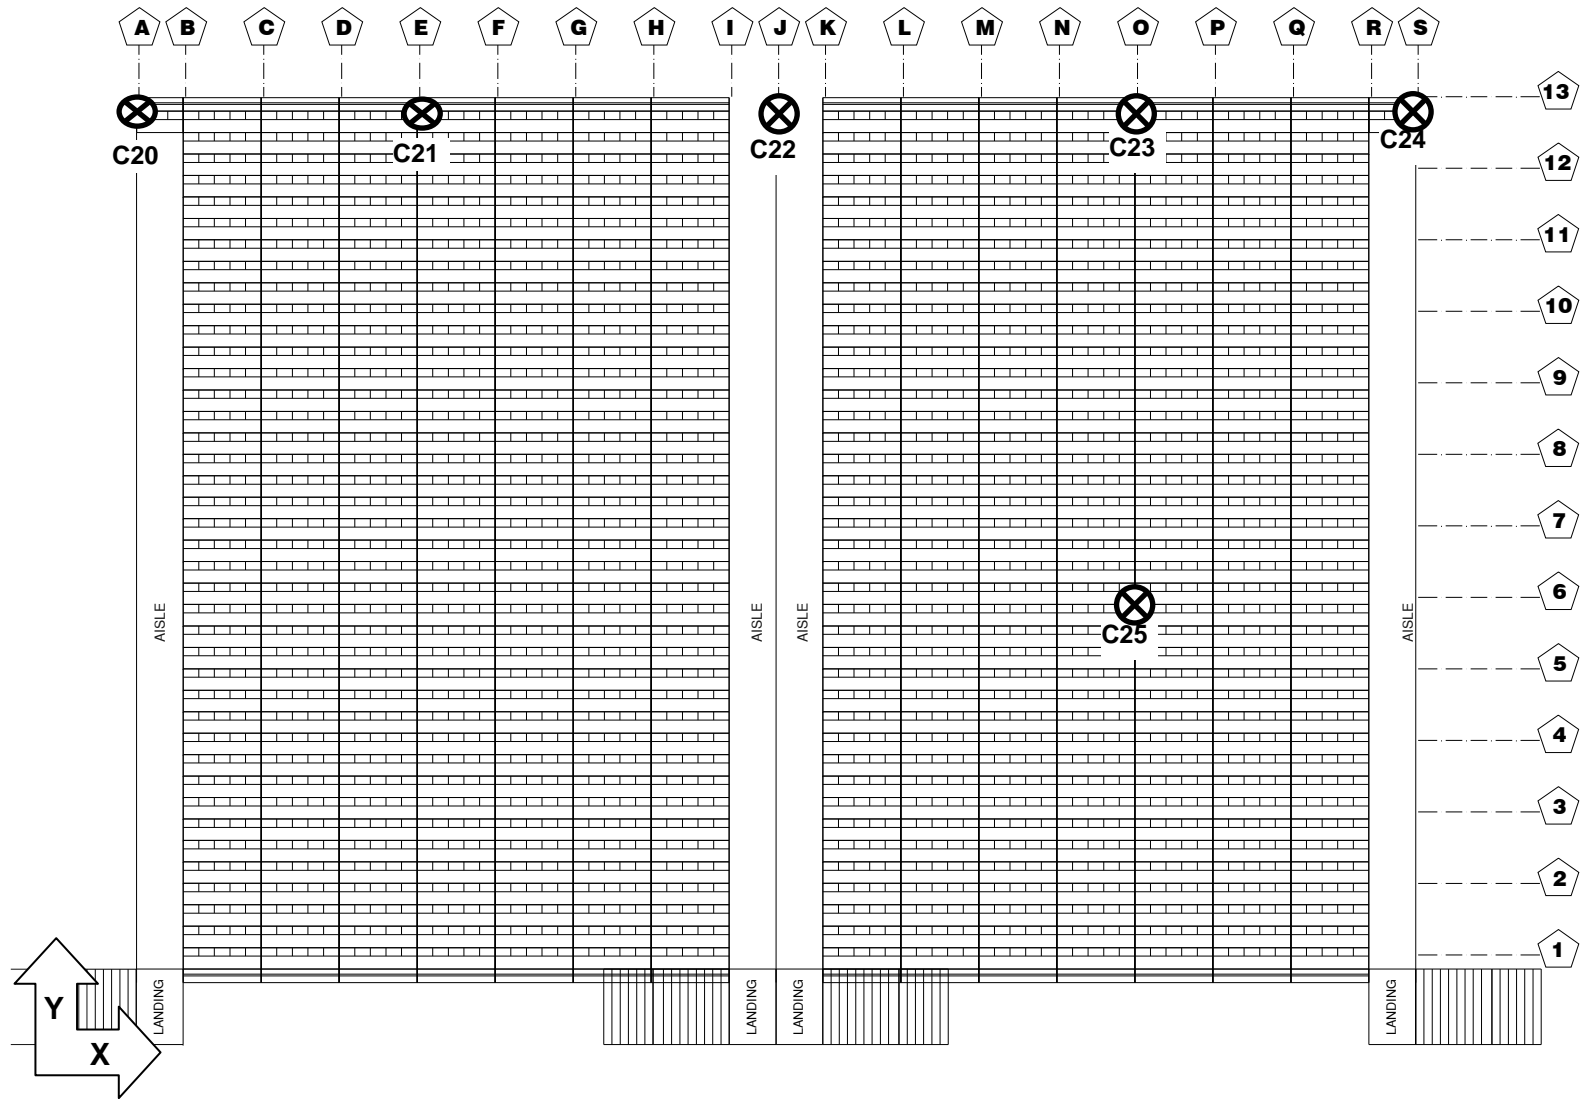 A B C D E F G H I J K L M N O P Q R S
13
C20 C21 C22 C23 C24
12
11
10
9
8
7
6
AISLE AISLE AISLE AISLE
C25
5
4
3
2
1
Y
X
LANDING LANDING LANDING LANDING